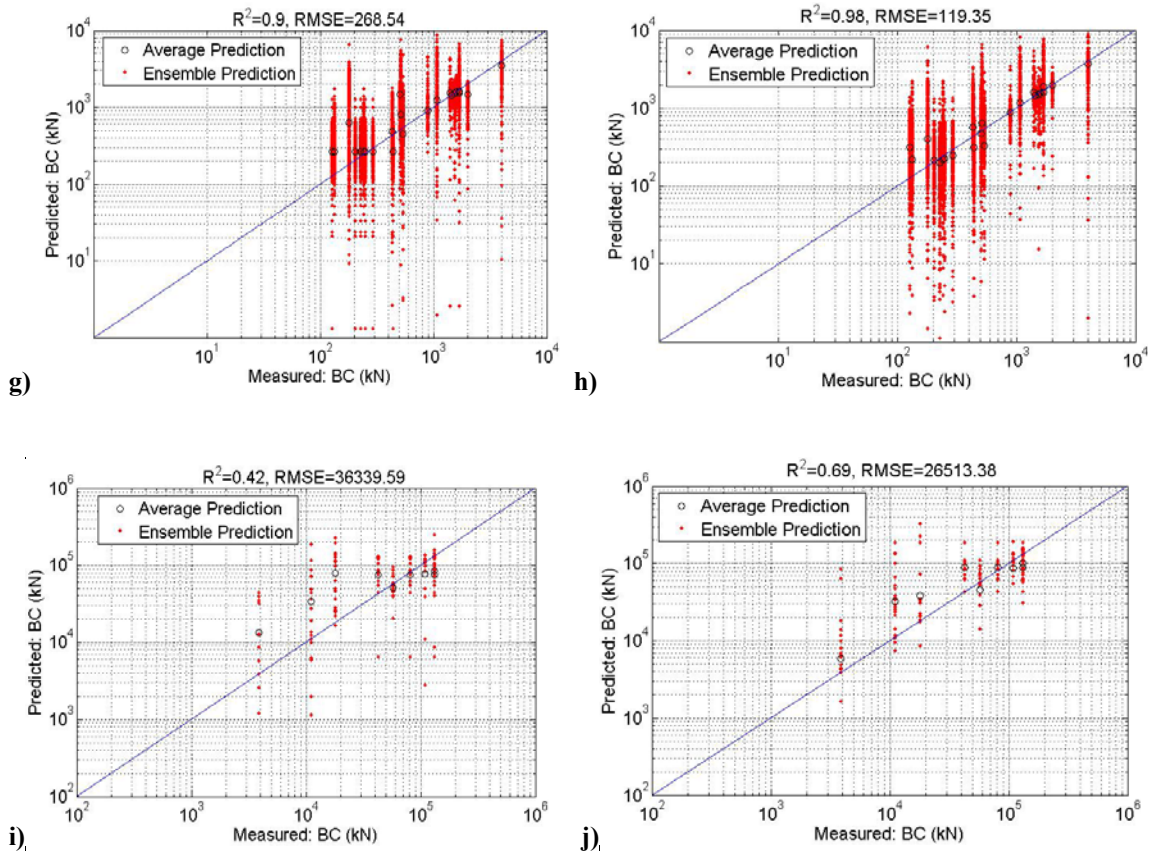 R²=0.9, RMSE=268.54
10⁴
Average Prediction
Ensemble Prediction
10³
10²
10¹
Predicted: BC (kN)
10¹ 10² 10³ 10⁴
Measured: BC (kN)
g)
R²=0.98, RMSE=119.35
10⁴
Average Prediction
Ensemble Prediction
10³
10²
10¹
Predicted: BC (kN)
10¹ 10² 10³ 10⁴
Measured: BC (kN)
h)
R²=0.42, RMSE=36339.59
10⁶
Average Prediction
Ensemble Prediction
10⁵
10⁴
10³
10²
Predicted: BC (kN)
10² 10³ 10⁴ 10⁵ 10⁶
Measured: BC (kN)
i)
R²=0.69, RMSE=26513.38
10⁶
Average Prediction
Ensemble Prediction
10⁵
10⁴
10³
10²
Predicted: BC (kN)
10² 10³ 10⁴ 10⁵ 10⁶
Measured: BC (kN)
j)